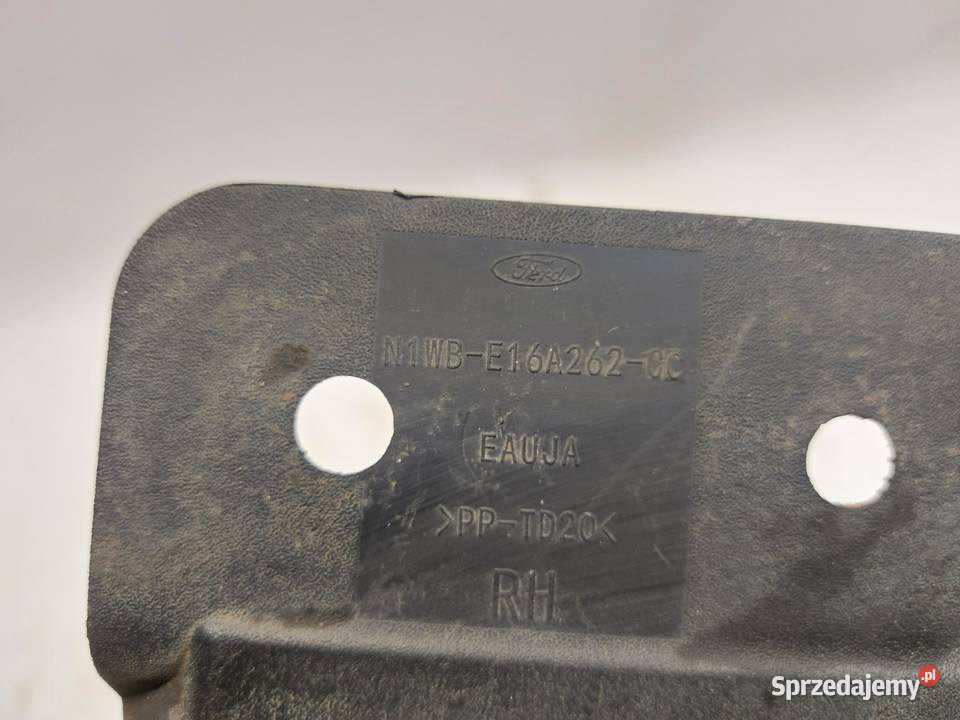 Ford
N1WB-E16A262-CC
EAUJA
>PP-TD20<
RH
Sprzedajemy.pl